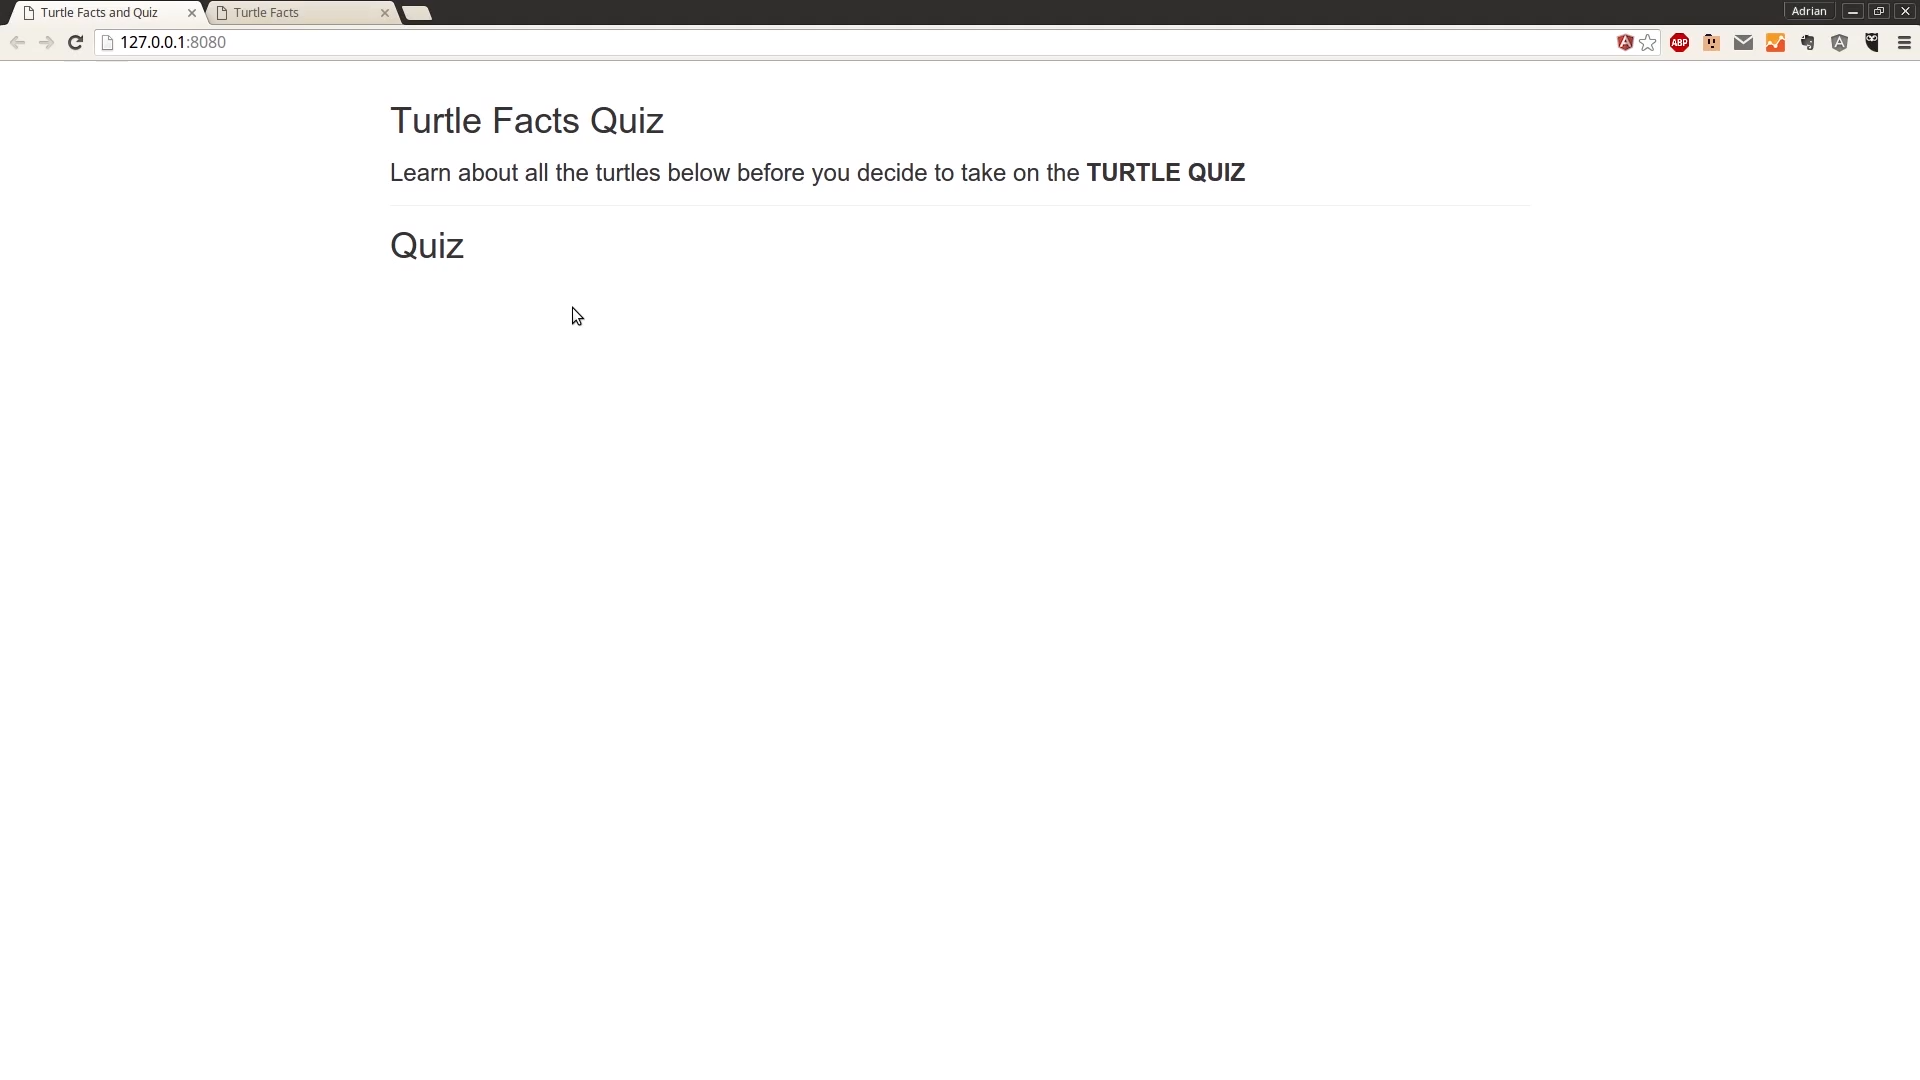 Turtle Facts and Quiz
Turtle Facts
Adrian
127.0.0.1:8080
ABP
Turtle Facts Quiz
Learn about all the turtles below before you decide to take on the TURTLE QUIZ
Quiz